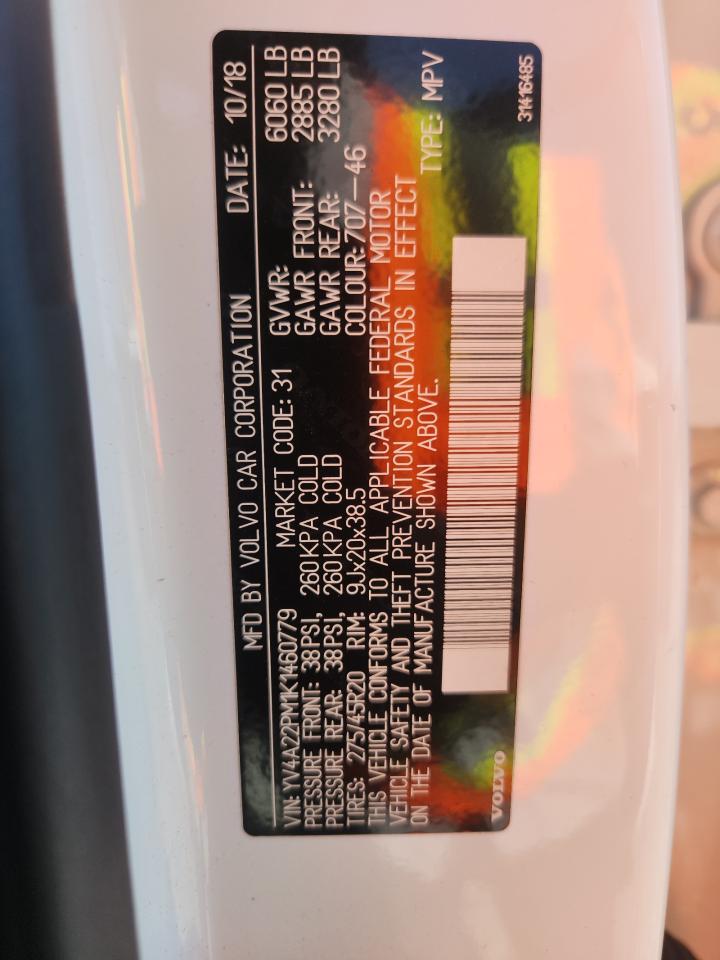 MFD BY VOLVO CAR CORPORATION DATE: 10/18
VIN: YV4A22PM1K1460779 MARKET CODE: 31 GVWR: 6060 LB
PRESSURE FRONT: 38PSI, 260KPA COLD GAWR FRONT: 2885 LB
PRESSURE REAR: 38PSI, 260KPA COLD GAWR REAR: 3280 LB
TIRES: 275/45R20 RIM: 9Jx20x38.5 COLOUR: 707-46
THIS VEHICLE CONFORMS TO ALL APPLICABLE FEDERAL MOTOR
VEHICLE SAFETY AND THEFT PREVENTION STANDARDS IN EFFECT
ON THE DATE OF MANUFACTURE SHOWN ABOVE. TYPE: MPV
VOLVO 31416485